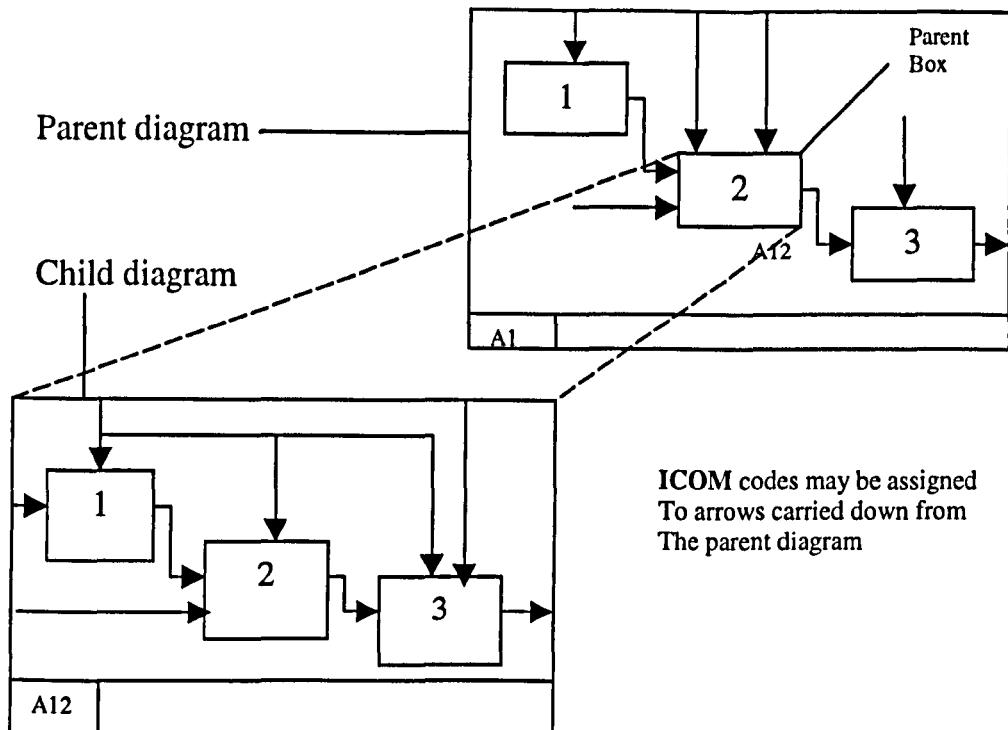 Parent
Box
1
Parent diagram
2
3
A12
Child diagram
A1
1
2
3
ICOM codes may be assigned
To arrows carried down from
The parent diagram
A12